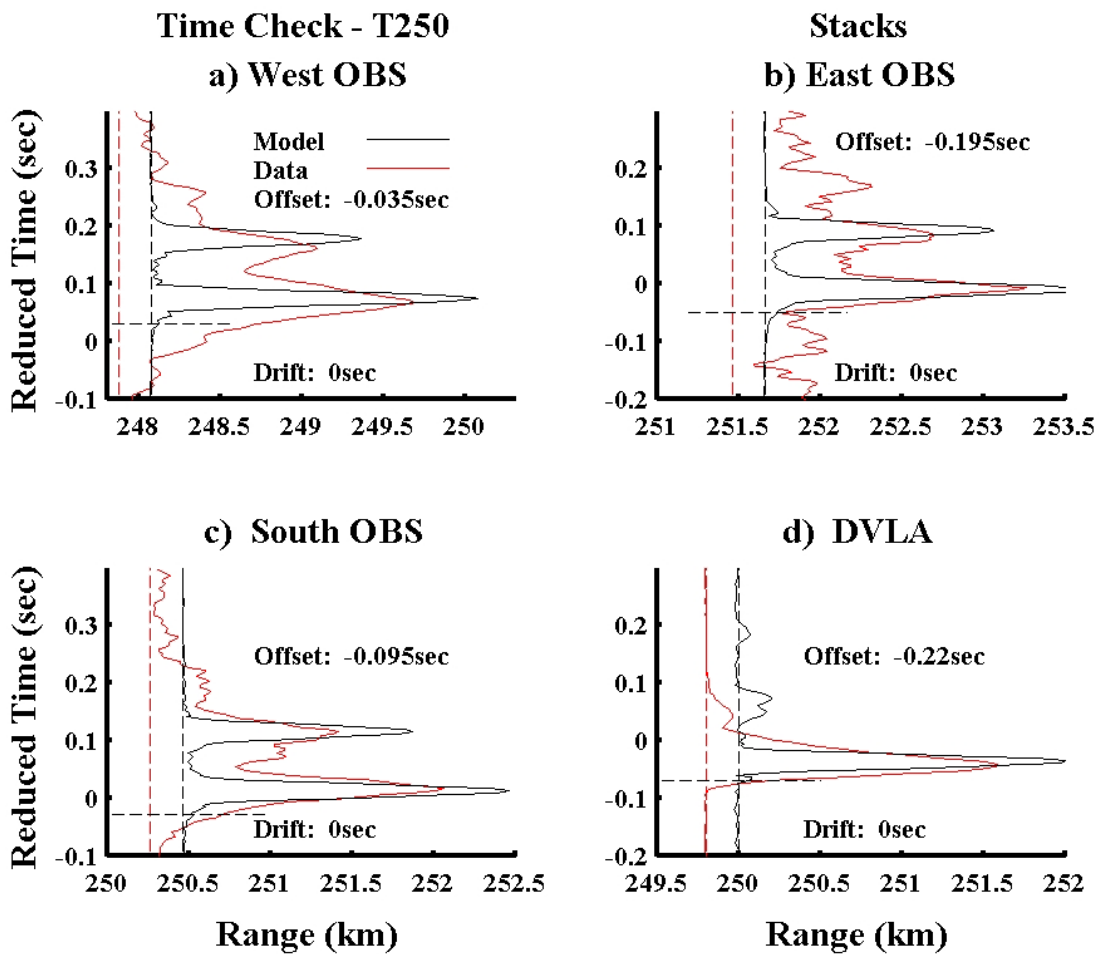 Time Check - T250
Stacks
a) West OBS
b) East OBS
Reduced Time (sec)
0.3
0.2
0.1
0
-0.1
Model
Data
Offset: -0.035sec
Drift: 0sec
248
248.5
249
249.5
250
0.2
0.1
0
-0.1
-0.2
Offset: -0.195sec
Drift: 0sec
251
251.5
252
252.5
253
253.5
c) South OBS
d) DVLA
Reduced Time (sec)
0.3
0.2
0.1
0
-0.1
Offset: -0.095sec
Drift: 0sec
250
250.5
251
251.5
252
252.5
Range (km)
0.2
0.1
0
-0.1
-0.2
Offset: -0.22sec
Drift: 0sec
249.5
250
250.5
251
251.5
252
Range (km)